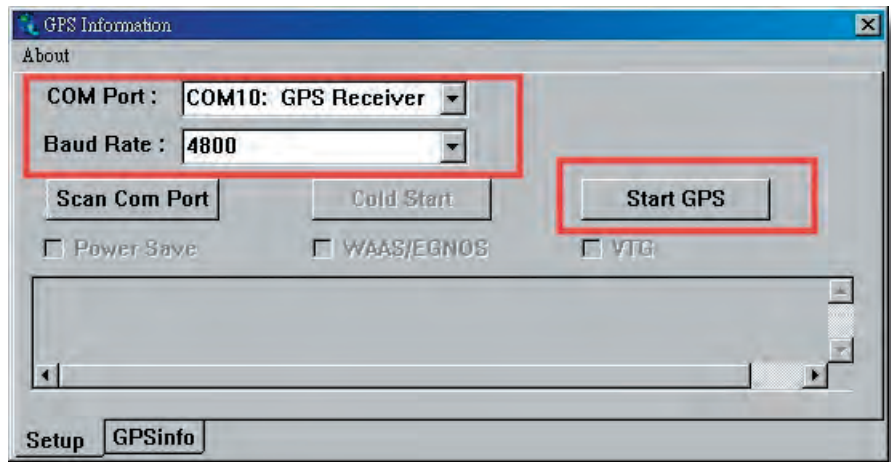 GPS Information
About
COM Port : COM10: GPS Receiver
Baud Rate : 4800
Scan Com Port Cold Start Start GPS
Power Save WAAS/EGNOS VTG
Setup GPSinfo